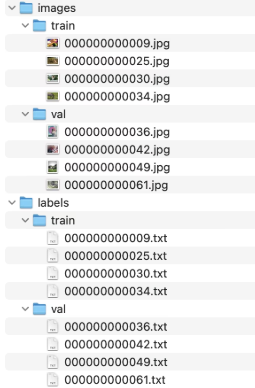 images
train
000000000009.jpg
000000000025.jpg
000000000030.jpg
000000000034.jpg
val
000000000036.jpg
000000000042.jpg
000000000049.jpg
000000000061.jpg
labels
train
000000000009.txt
000000000025.txt
000000000030.txt
000000000034.txt
val
000000000036.txt
000000000042.txt
000000000049.txt
000000000061.txt